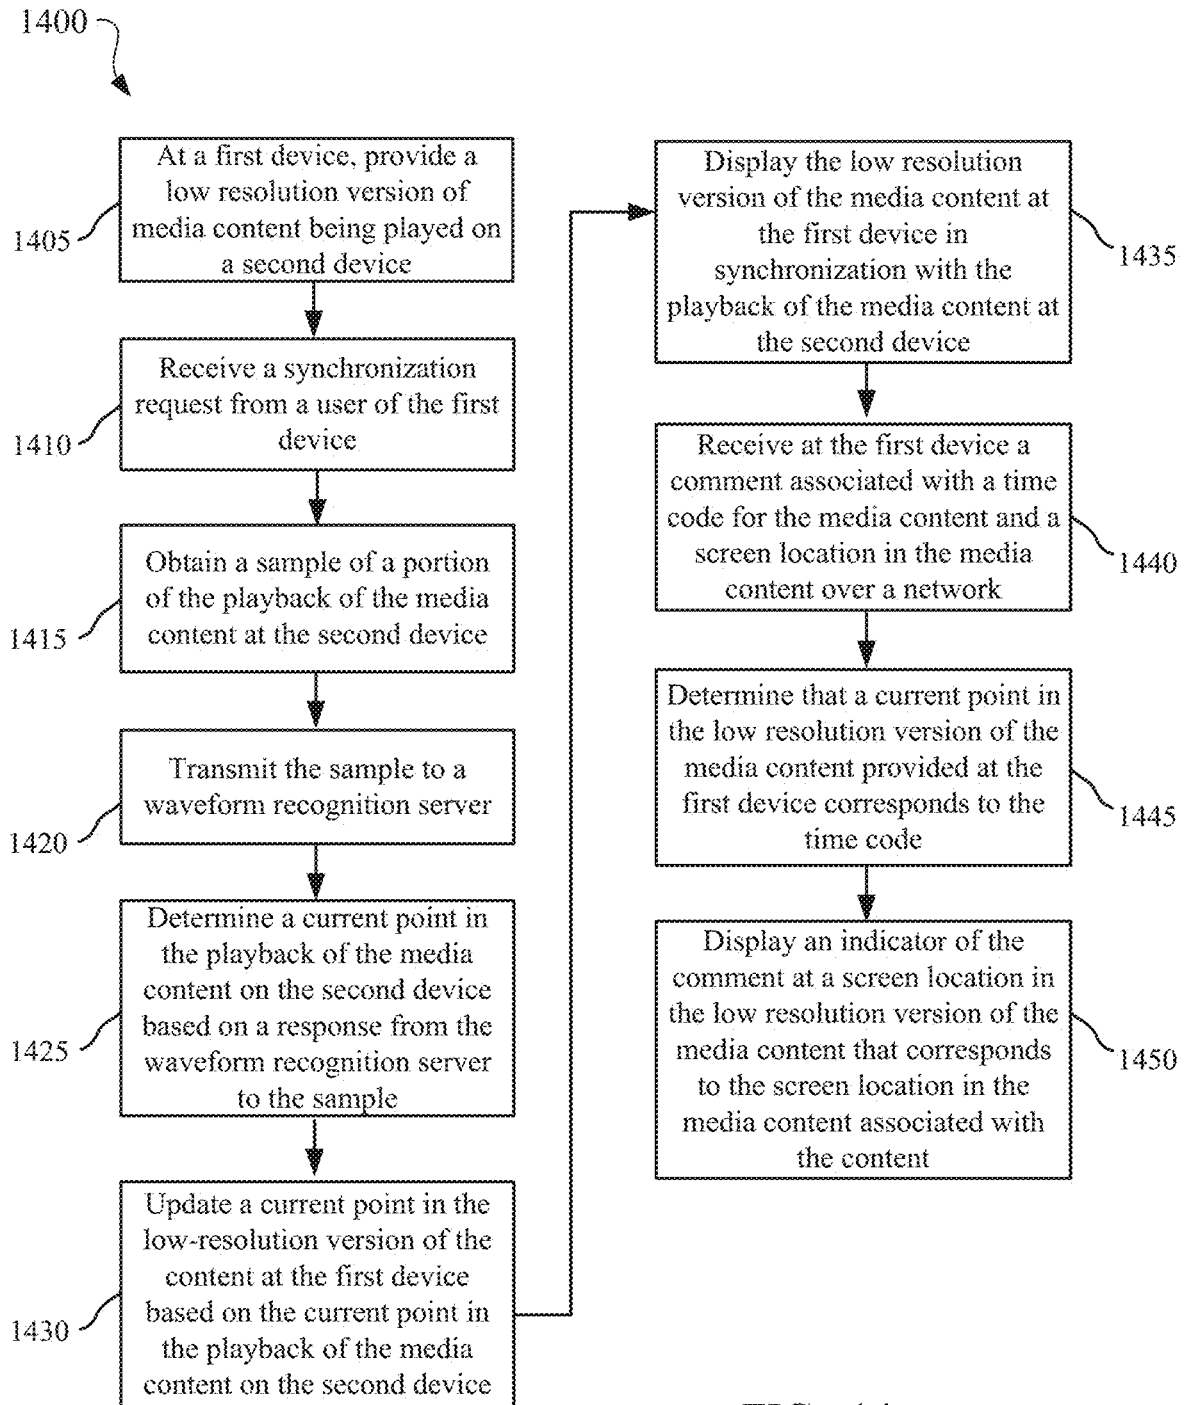 1400
At a first device, provide a
low resolution version of
media content being played on
a second device
1405
Receive a synchronization
request from a user of the first
device
1410
Obtain a sample of a portion
of the playback of the media
content at the second device
1415
Transmit the sample to a
waveform recognition server
1420
Determine a current point in
the playback of the media
content on the second device
based on a response from the
waveform recognition server
to the sample
1425
Update a current point in the
low-resolution version of the
content at the first device
based on the current point in
the playback of the media
content on the second device
1430
Display the low resolution
version of the media content at
the first device in
synchronization with the
playback of the media content at
the second device
1435
Receive at the first device a
comment associated with a time
code for the media content and a
screen location in the media
content over a network
1440
Determine that a current point in
the low resolution version of the
media content provided at the
first device corresponds to the
time code
1445
Display an indicator of the
comment at a screen location in
the low resolution version of the
media content that corresponds
to the screen location in the
media content associated with
the content
1450